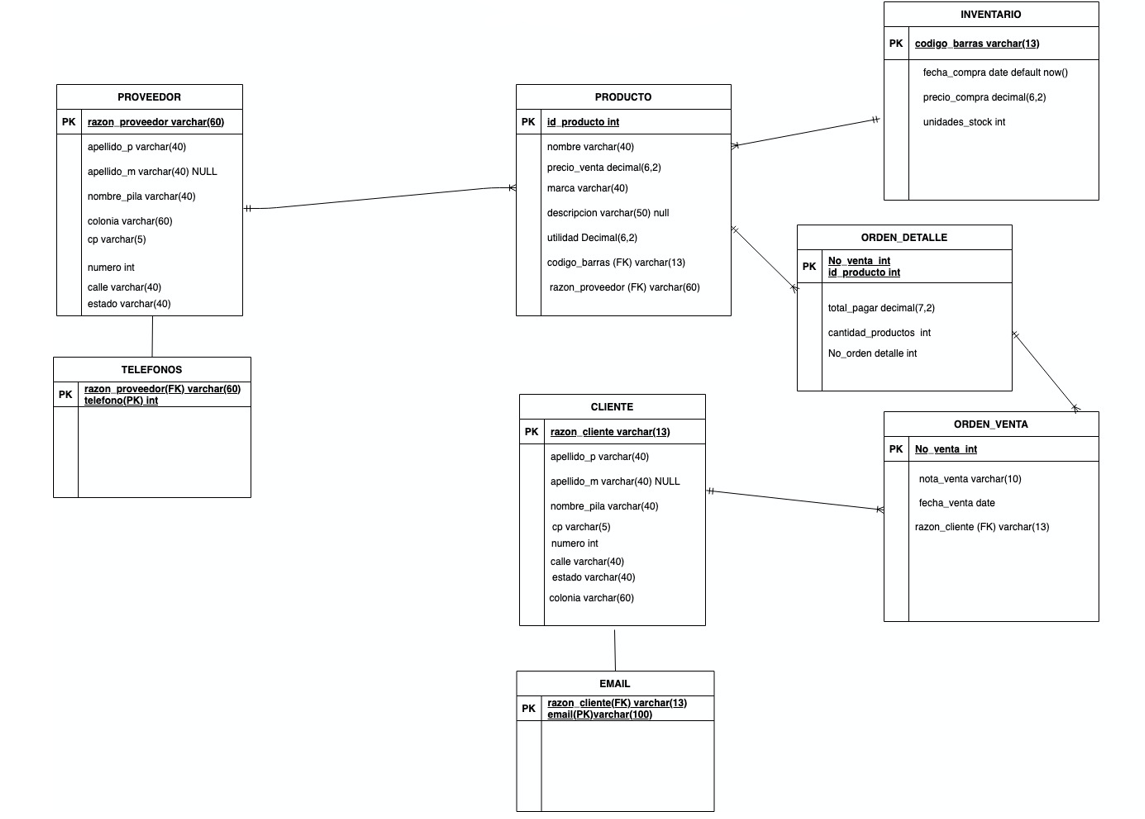 INVENTARIO
PK
codigo_barras varchar(13)
fecha_compra date default now()
precio_compra decimal(6,2)
unidades_stock int
PROVEEDOR
PK
razon_proveedor varchar(60)
apellido_p varchar(40)
apellido_m varchar(40) NULL
nombre_pila varchar(40)
colonia varchar(60)
cp varchar(5)
numero int
calle varchar(40)
estado varchar(40)
PRODUCTO
PK
id_producto int
nombre varchar(40)
precio_venta decimal(6,2)
marca varchar(40)
descripcion varchar(50) null
utilidad Decimal(6,2)
codigo_barras (FK) varchar(13)
razon_proveedor (FK) varchar(60)
ORDEN_DETALLE
PK
No_venta int
id_producto int
total_pagar decimal(7,2)
cantidad_productos int
No_orden detalle int
TELEFONOS
PK
razon_proveedor(FK) varchar(60)
telefono(PK) int
CLIENTE
PK
razon_cliente varchar(13)
apellido_p varchar(40)
apellido_m varchar(40) NULL
nombre_pila varchar(40)
cp varchar(5)
numero int
calle varchar(40)
estado varchar(40)
colonia varchar(60)
ORDEN_VENTA
PK
No_venta int
nota_venta varchar(10)
fecha_venta date
razon_cliente (FK) varchar(13)
EMAIL
PK
razon_cliente(FK) varchar(13)
email(PK)varchar(100)